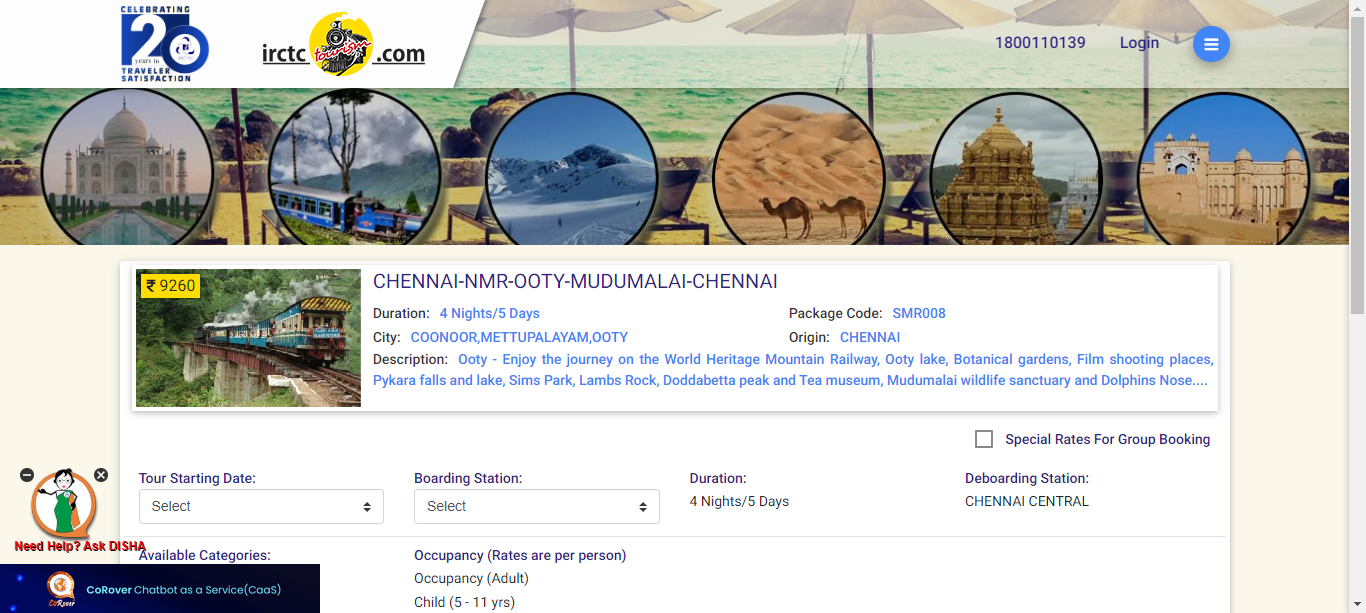 CELEBRATING
20
years in
TRAVELER
SATISFACTION
irctc tourism .com
1800110139
Login
₹ 9260
CHENNAI-NMR-OOTY-MUDUMALAI-CHENNAI
Duration: 4 Nights/5 Days
Package Code: SMR008
City: COONOOR,METTUPALAYAM,OOTY
Origin: CHENNAI
Description: Ooty - Enjoy the journey on the World Heritage Mountain Railway, Ooty lake, Botanical gardens, Film shooting places,
Pykara falls and lake, Sims Park, Lambs Rock, Doddabetta peak and Tea museum, Mudumalai wildlife sanctuary and Dolphins Nose....
Special Rates For Group Booking
Tour Starting Date:
Boarding Station:
Duration:
Deboarding Station:
Select
Select
4 Nights/5 Days
CHENNAI CENTRAL
Need Help? Ask DISHA
Available Categories:
Occupancy (Rates are per person)
Occupancy (Adult)
Child (5 - 11 yrs)
CoRover
CoRover Chatbot as a Service(CaaS)